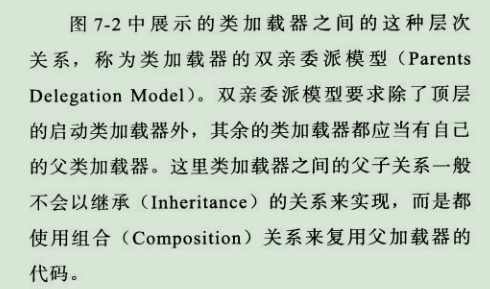 图 7-2 中展示的类加载器之间的这种层次
关系，称为类加载器的双亲委派模型（Parents
Delegation Model）。双亲委派模型要求除了顶层
的启动类加载器外，其余的类加载器都应当有自己
的父类加载器。这里类加载器之间的父子关系一般
不会以继承（Inheritance）的关系来实现，而是都
使用组合（Composition）关系来复用父加载器的
代码。